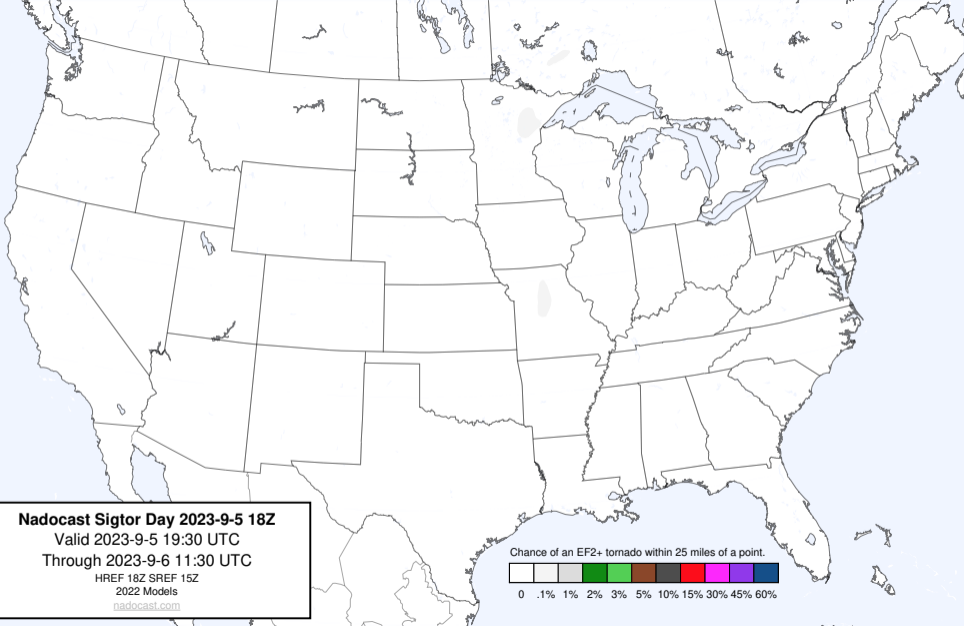 Nadocast Sigtor Day 2023-9-5 18Z
Valid 2023-9-5 19:30 UTC
Through 2023-9-6 11:30 UTC
HREF 18Z SREF 15Z
2022 Models
nadocast.com
Chance of an EF2+ tornado within 25 miles of a point.
0 .1% 1% 2% 3% 5% 10% 15% 30% 45% 60%